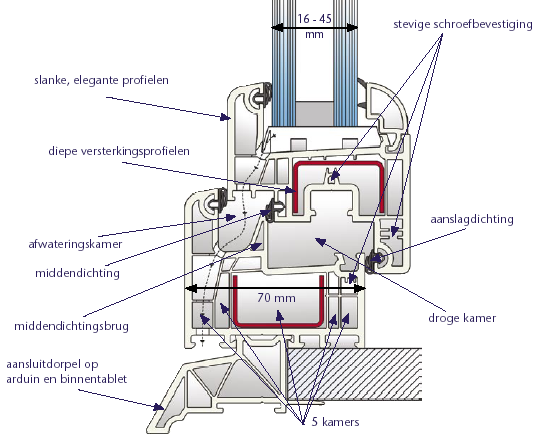 16 - 45
mm
stevige schroefbevestiging
slanke, elegante profielen
diepe versterkingsprofielen
aanslagdichting
afwateringskamer
middendichting
70 mm
droge kamer
middendichtingsbrug
aansluitdorpel op
arduin en binnentablet
5 kamers